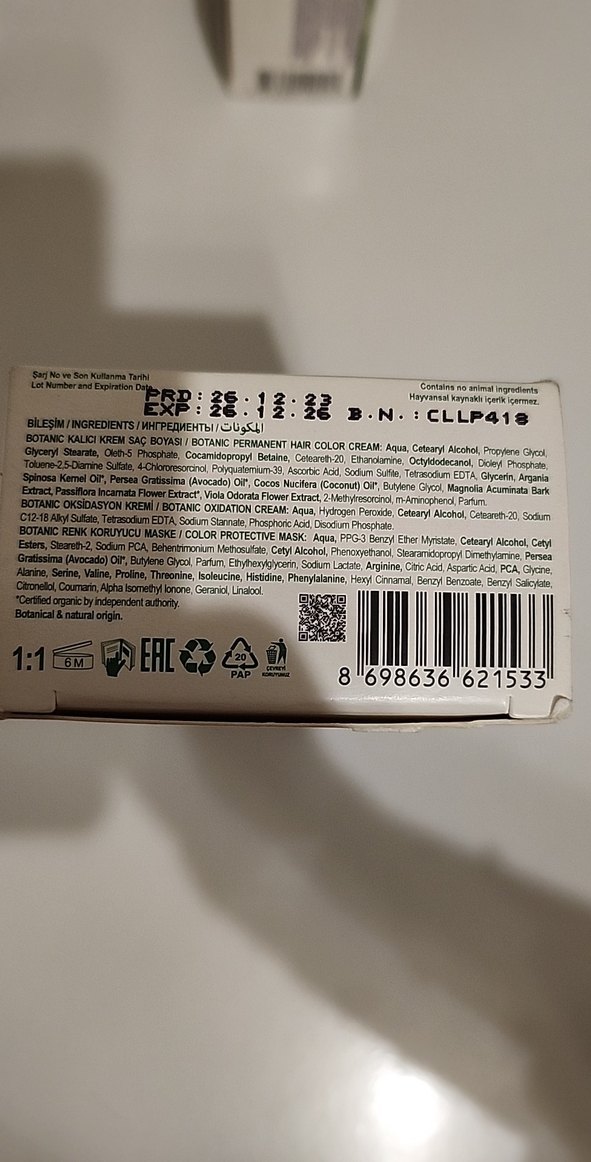 Şarj No ve Son Kullanma Tarihi
Lot Number and Expiration Date
PRD : 26.12.23
EXP : 26.12.26 B.N.: CLLP418
Contains no animal ingredients
Hayvansal kaynaklı içerik içermez.
BİLEŞİM / INGREDIENTS / ИНГРЕДИЕНТЫ / المكونات
BOTANIC KALICI KREM SAÇ BOYASI / BOTANIC PERMANENT HAIR COLOR CREAM: Aqua, Cetearyl Alcohol, Propylene Glycol,
Glyceryl Stearate, Oleth-5 Phosphate, Cocamidopropyl Betaine, Ceteareth-20, Ethanolamine, Octyldodecanol, Dioleyl Phosphate,
Toluene-2,5-Diamine Sulfate, 4-Chlororesorcinol, Polyquaternium-39, Ascorbic Acid, Sodium Sulfite, Tetrasodium EDTA, Glycerin, Argania
Spinosa Kernel Oil*, Persea Gratissima (Avocado) Oil*, Cocos Nucifera (Coconut) Oil*, Butylene Glycol, Magnolia Acuminata Bark
Extract, Passiflora Incarnata Flower Extract*, Viola Odorata Flower Extract, 2-Methylresorcinol, m-Aminophenol, Parfum.
BOTANIC OKSİDASYON KREMİ / BOTANIC OXIDATION CREAM: Aqua, Hydrogen Peroxide, Cetearyl Alcohol, Ceteareth-20, Sodium
C12-18 Alkyl Sulfate, Tetrasodium EDTA, Sodium Stannate, Phosphoric Acid, Disodium Phosphate.
BOTANIC RENK KORUYUCU MASKE / COLOR PROTECTIVE MASK: Aqua, PPG-3 Benzyl Ether Myristate, Cetearyl Alcohol, Cetyl
Esters, Steareth-2, Sodium PCA, Behentrimonium Methosulfate, Cetyl Alcohol, Phenoxyethanol, Stearamidopropyl Dimethylamine, Persea
Gratissima (Avocado) Oil*, Butylene Glycol, Parfum, Ethylhexylglycerin, Sodium Lactate, Arginine, Citric Acid, Aspartic Acid, PCA, Glycine,
Alanine, Serine, Valine, Proline, Threonine, Isoleucine, Histidine, Phenylalanine, Hexyl Cinnamal, Benzyl Benzoate, Benzyl Salicylate,
Citronellol, Coumarin, Alpha Isomethyl Ionone, Geraniol, Linalool.
*Certified organic by independent authority.
Botanical & natural origin.
1:1 6 M EAC 20 PAP ÇEVREYİ KORUYUNUZ
8 698636 621533